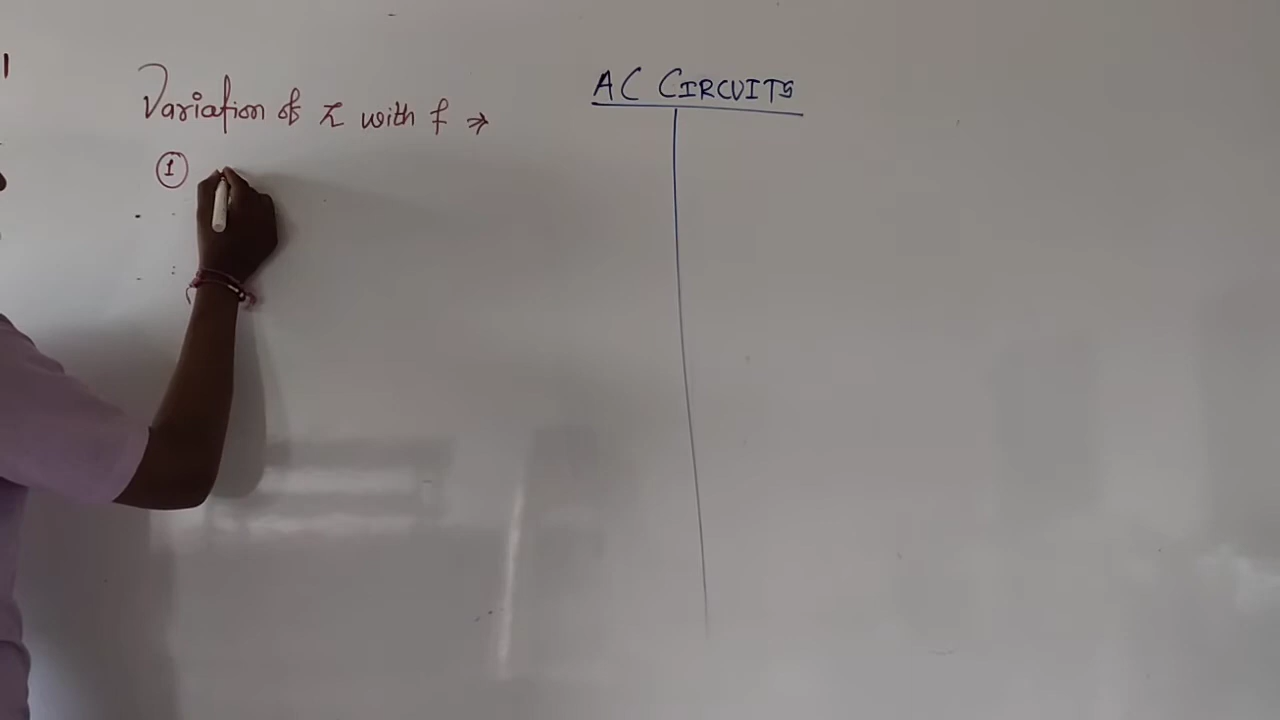 AC CIRCUITS
Variation of Z with f ⇒
①